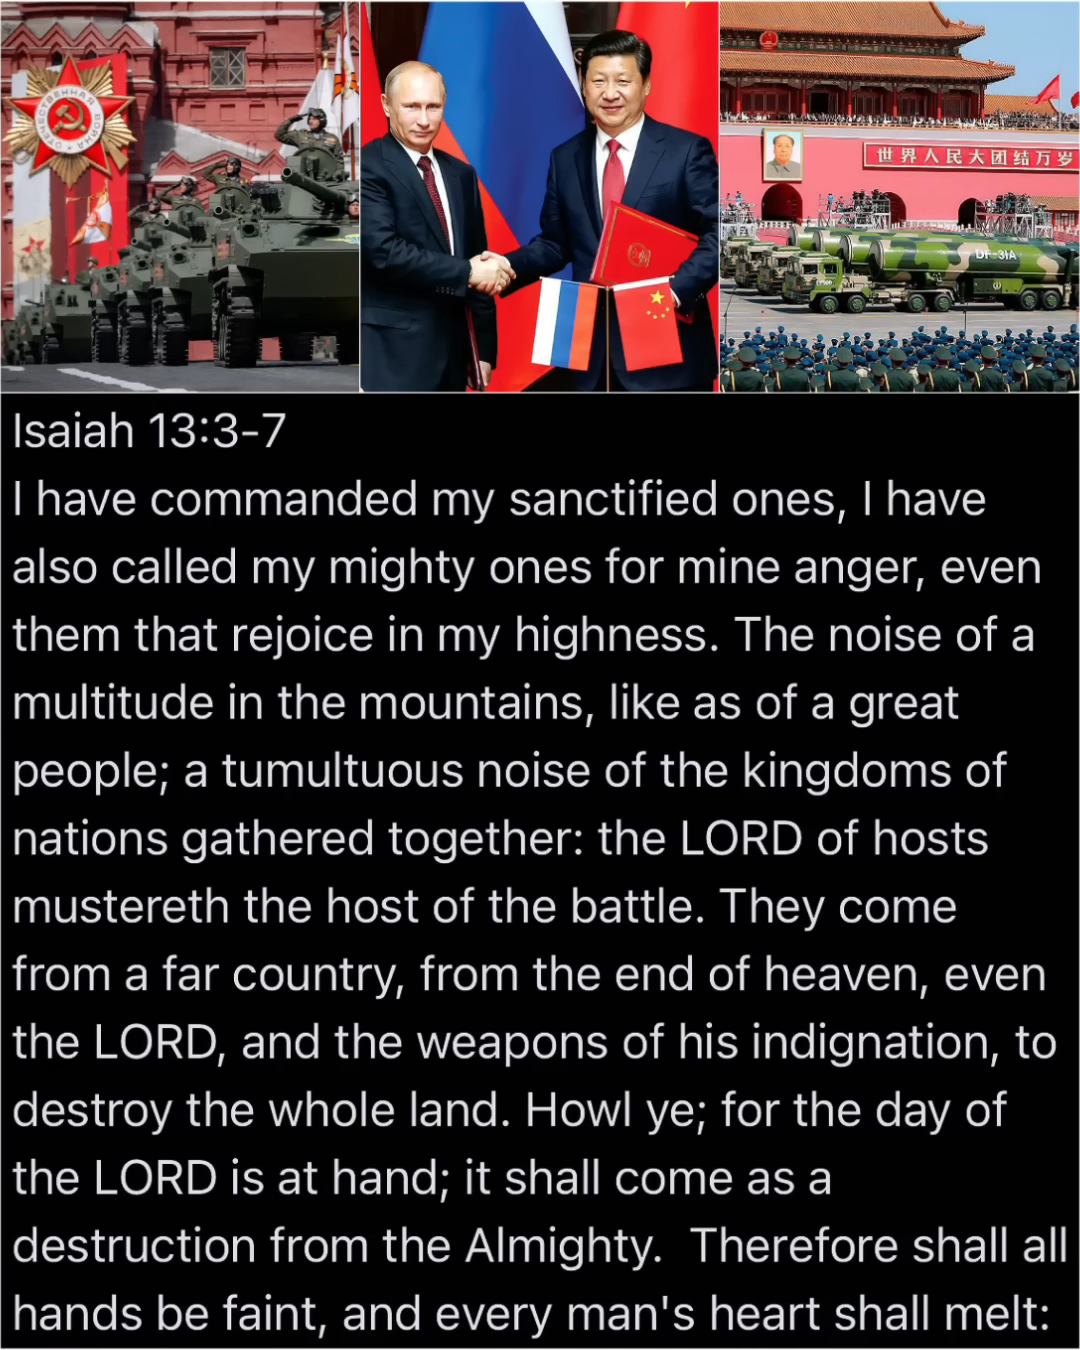 ОТЕЧЕСТВЕННАЯ ВОЙНА
世界人民大团结万岁
DF-31A
Isaiah 13:3-7
I have commanded my sanctified ones, I have
also called my mighty ones for mine anger, even
them that rejoice in my highness. The noise of a
multitude in the mountains, like as of a great
people; a tumultuous noise of the kingdoms of
nations gathered together: the LORD of hosts
mustereth the host of the battle. They come
from a far country, from the end of heaven, even
the LORD, and the weapons of his indignation, to
destroy the whole land. Howl ye; for the day of
the LORD is at hand; it shall come as a
destruction from the Almighty.  Therefore shall all
hands be faint, and every man's heart shall melt: